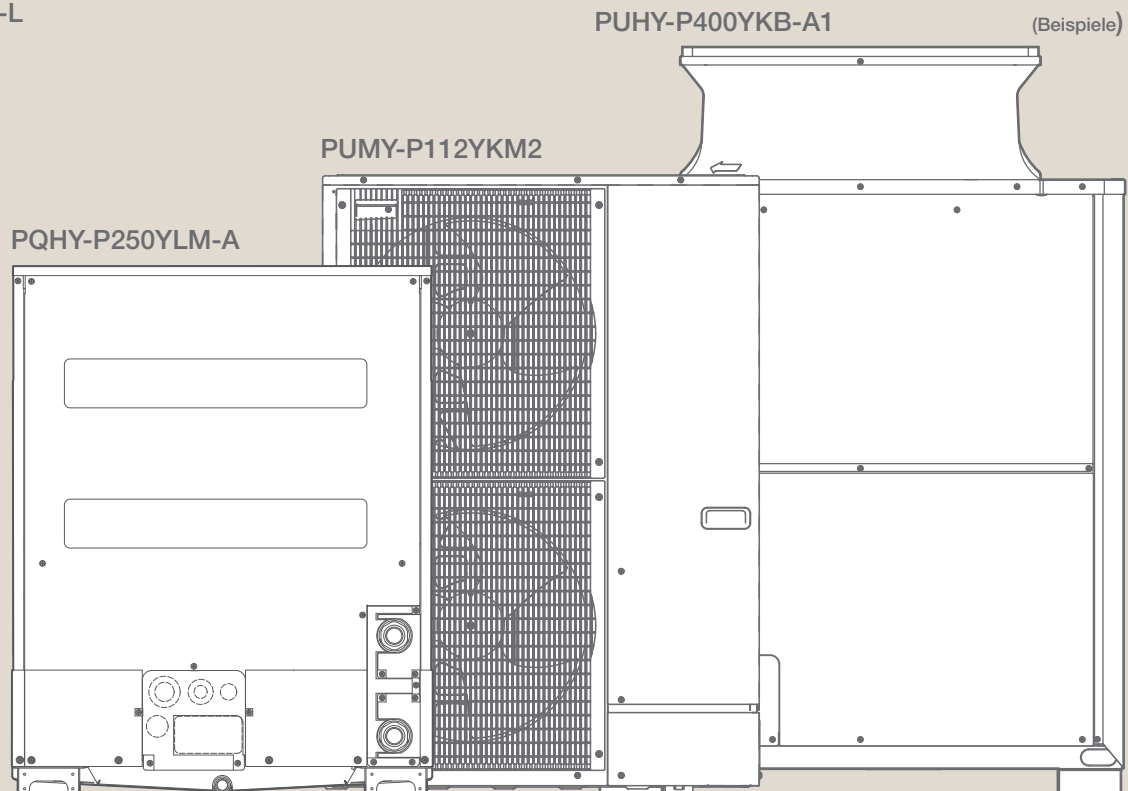 -L
PUHY-P400YKB-A1
(Beispiele)
PUMY-P112YKM2
PQHY-P250YLM-A